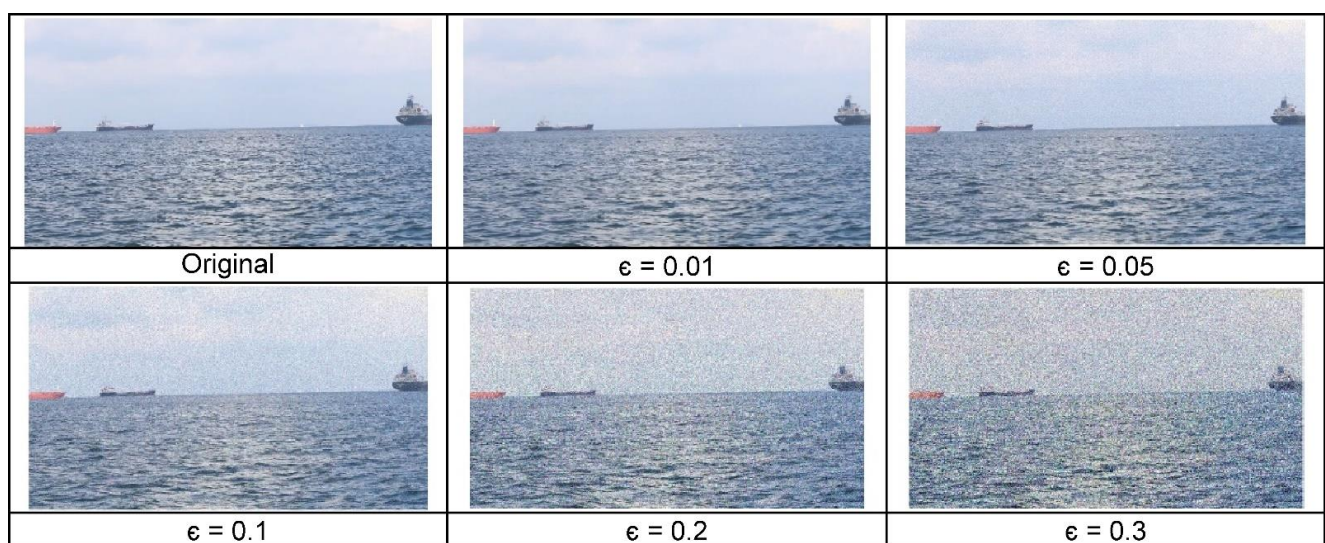 Original
є = 0.01
є = 0.05
є = 0.1
є = 0.2
є = 0.3